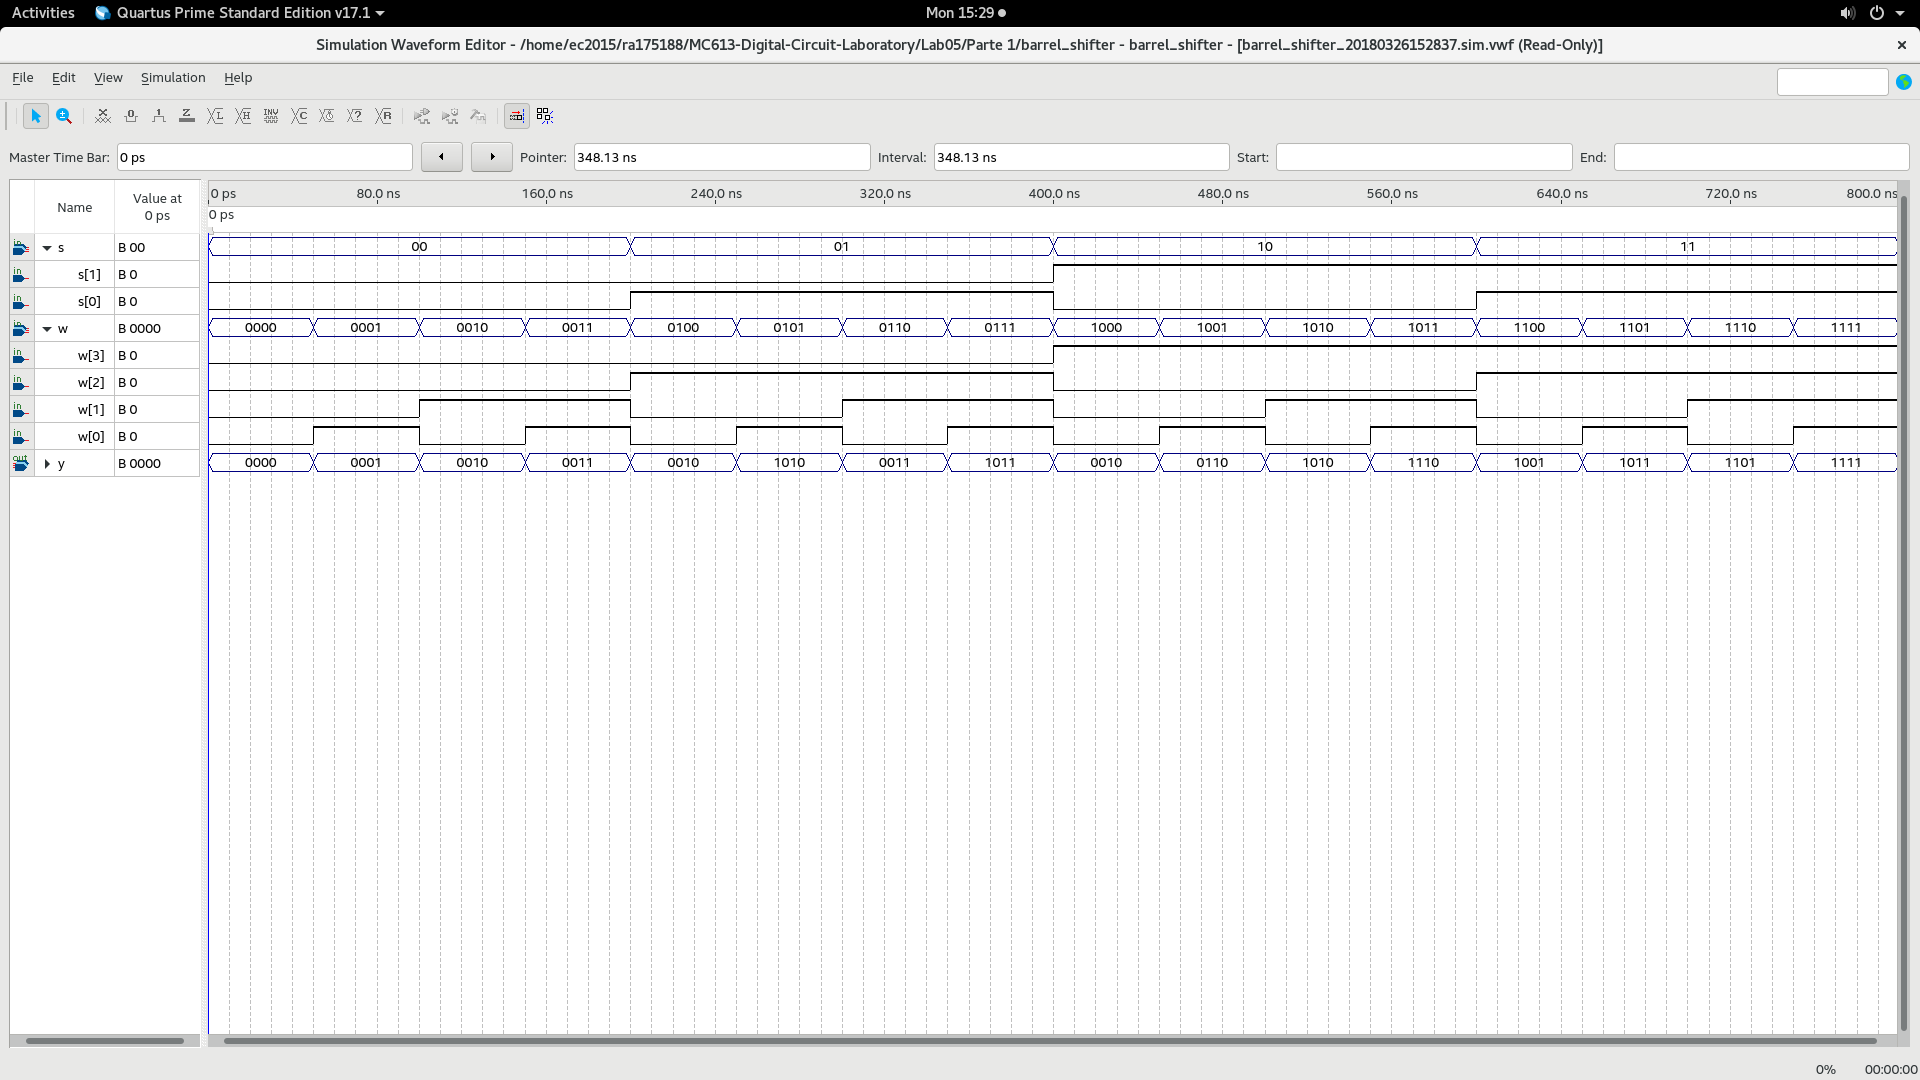 Activities Quartus Prime Standard Edition v17.1 Mon 15:29
Simulation Waveform Editor - /home/ec2015/ra175188/MC613-Digital-Circuit-Laboratory/Lab05/Parte 1/barrel_shifter - barrel_shifter - [barrel_shifter_20180326152837.sim.vwf (Read-Only)]
File Edit View Simulation Help
Master Time Bar: 0 ps Pointer: 348.13 ns Interval: 348.13 ns Start: End:
Name Value at 0 ps
0 ps 80.0 ns 160.0 ns 240.0 ns 320.0 ns 400.0 ns 480.0 ns 560.0 ns 640.0 ns 720.0 ns 800.0 ns
0 ps
s B 00 00 01 10 11
s[1] B 0
s[0] B 0
w B 0000 0000 0001 0010 0011 0100 0101 0110 0111 1000 1001 1010 1011 1100 1101 1110 1111
w[3] B 0
w[2] B 0
w[1] B 0
w[0] B 0
y B 0000 0000 0001 0010 0011 0010 1010 0011 1011 0010 0110 1010 1110 1001 1011 1101 1111
0% 00:00:00